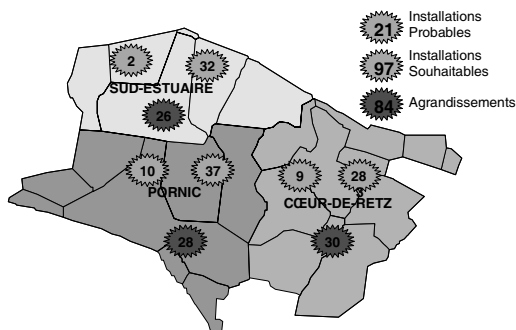 21 Installations
Probables
97 Installations
Souhaitables
84 Agrandissements
2
32
SUD-ESTUAIRE
26
10
37
PORNIC
9
28
3
CŒUR-DE-RETZ
28
30